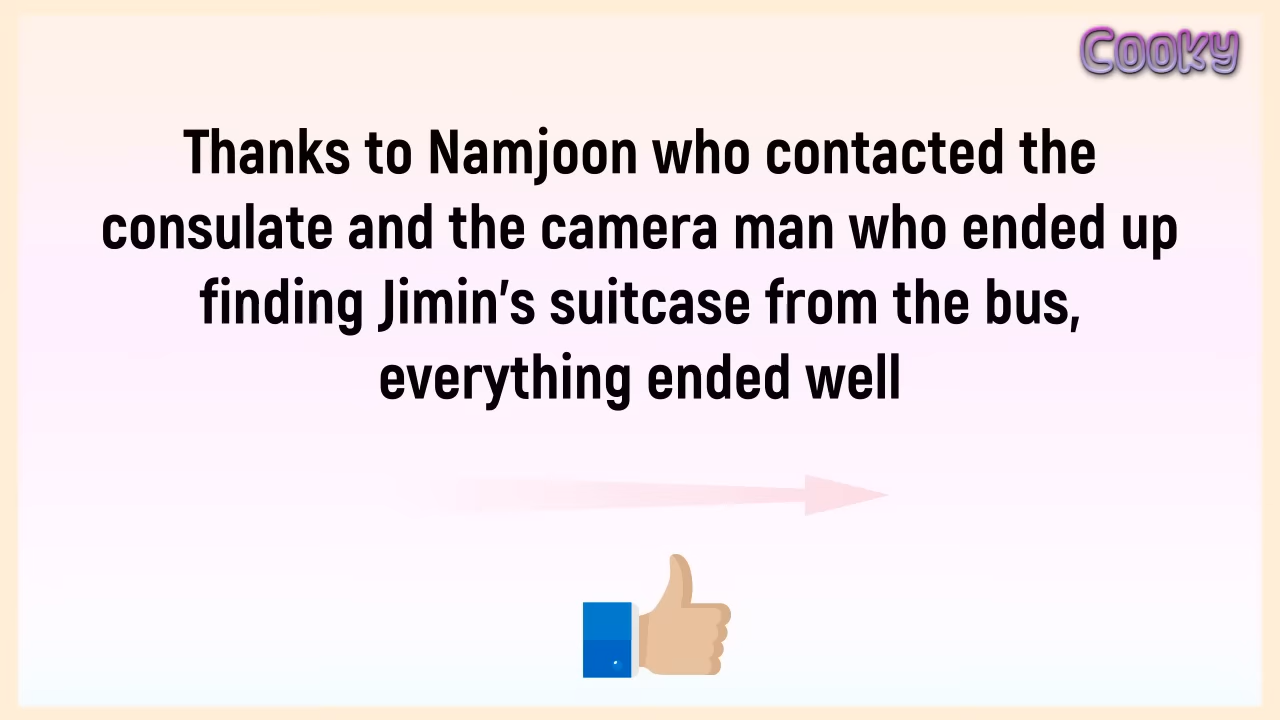 Cooky
Thanks to Namjoon who contacted the
consulate and the camera man who ended up
finding Jimin's suitcase from the bus,
everything ended well